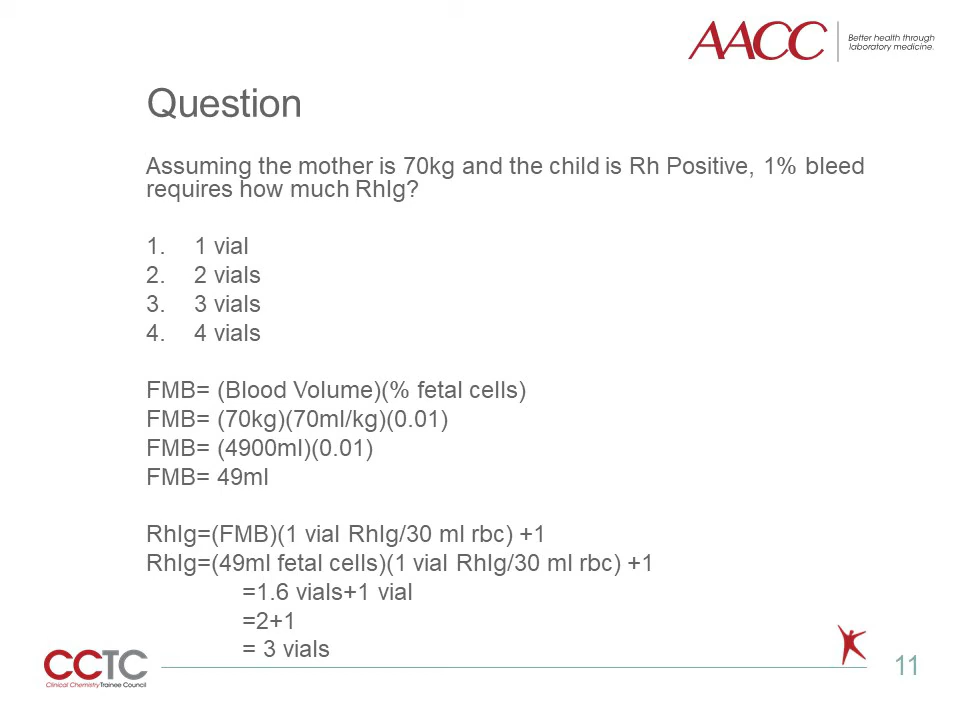 AACC
Better health through
laboratory medicine.
Question
Assuming the mother is 70kg and the child is Rh Positive, 1% bleed
requires how much RhIg?
1. 1 vial
2. 2 vials
3. 3 vials
4. 4 vials
FMB= (Blood Volume)(% fetal cells)
FMB= (70kg)(70ml/kg)(0.01)
FMB= (4900ml)(0.01)
FMB= 49ml
RhIg=(FMB)(1 vial RhIg/30 ml rbc) +1
RhIg=(49ml fetal cells)(1 vial RhIg/30 ml rbc) +1
=1.6 vials+1 vial
=2+1
= 3 vials
CCTC
Clinical Chemistry Trainee Council
11